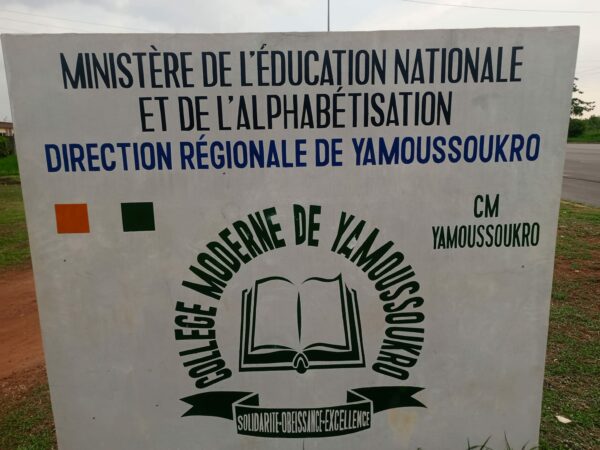 MINISTÈRE DE L'ÉDUCATION NATIONALE
ET DE L'ALPHABÉTISATION
DIRECTION RÉGIONALE DE YAMOUSSOUKRO
CM
YAMOUSSOUKRO
COLLEGE MODERNE DE YAMOUSSOUKRO
SOLIDARITE-OBEISSANCE-EXCELLENCE